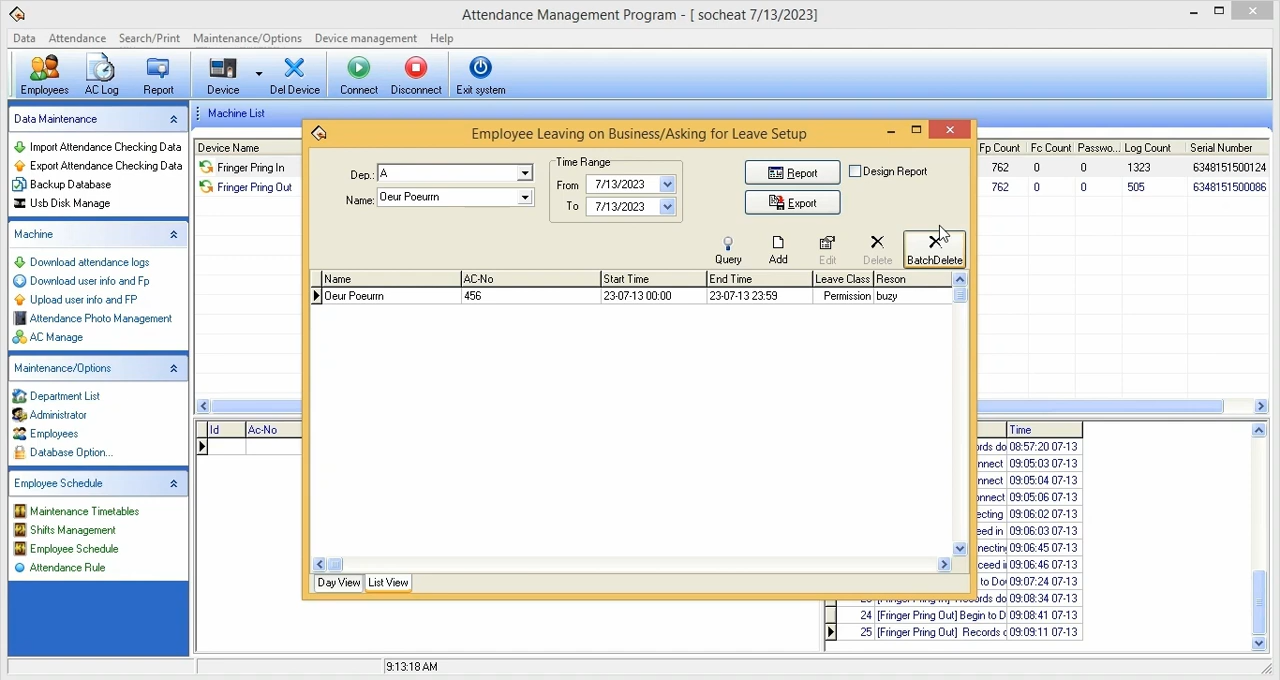 Attendance Management Program - [ socheat 7/13/2023]
Data Attendance Search/Print Maintenance/Options Device management Help
Employees AC Log Report Device Del Device Connect Disconnect Exit system
Data Maintenance
Import Attendance Checking Data
Export Attendance Checking Data
Backup Database
Usb Disk Manage
Machine
Download attendance logs
Download user info and Fp
Upload user info and FP
Attendance Photo Management
AC Manage
Maintenance/Options
Department List
Administrator
Employees
Database Option...
Employee Schedule
Maintenance Timetables
Shifts Management
Employee Schedule
Attendance Rule
Machine List
Device Name Fp Count Fc Count Passwo... Log Count Serial Number
Fringer Pring In 762 0 0 1323 6348151500124
Fringer Pring Out 762 0 0 505 6348151500086
Employee Leaving on Business/Asking for Leave Setup
Dep.: A
Name: Oeur Poeurrn
Time Range
From 7/13/2023
To 7/13/2023
Report
Export
Design Report
Query Add Edit Delete BatchDelete
Name AC-No Start Time End Time Leave Class Reson
Oeur Poeurrn 456 23-07-13 00:00 23-07-13 23:59 Permission buzy
Day View List View
Id Ac-No
Time
08:57:20 07-13
09:05:03 07-13
09:05:04 07-13
09:05:06 07-13
09:06:02 07-13
09:06:03 07-13
09:06:45 07-13
09:06:46 07-13
09:07:24 07-13
09:08:34 07-13
24 [Fringer Pring Out] Begin to D 09:08:41 07-13
25 [Fringer Pring Out] Records 09:09:11 07-13
9:13:18 AM